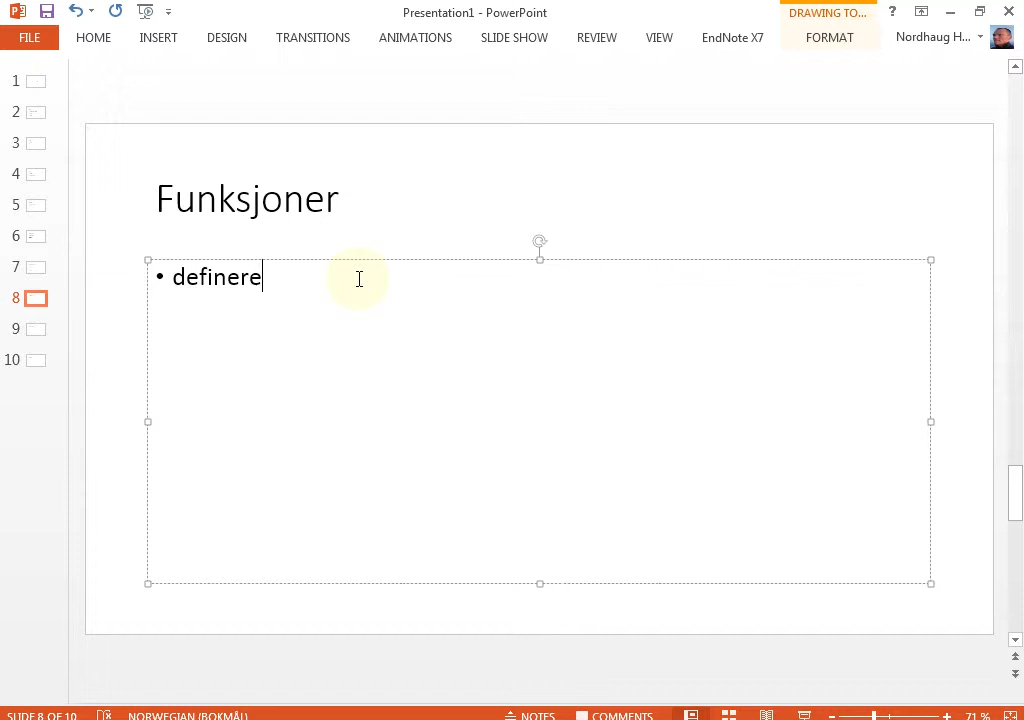 Presentation1 - PowerPoint
DRAWING TO...
?
FILE
HOME
INSERT
DESIGN
TRANSITIONS
ANIMATIONS
SLIDE SHOW
REVIEW
VIEW
EndNote X7
FORMAT
Nordhaug H...
1
2
3
4
5
6
7
8
9
10
Funksjoner
• definere
SLIDE 8 OF 10
NORWEGIAN (BOKMÅL)
NOTES
COMMENTS
71 %